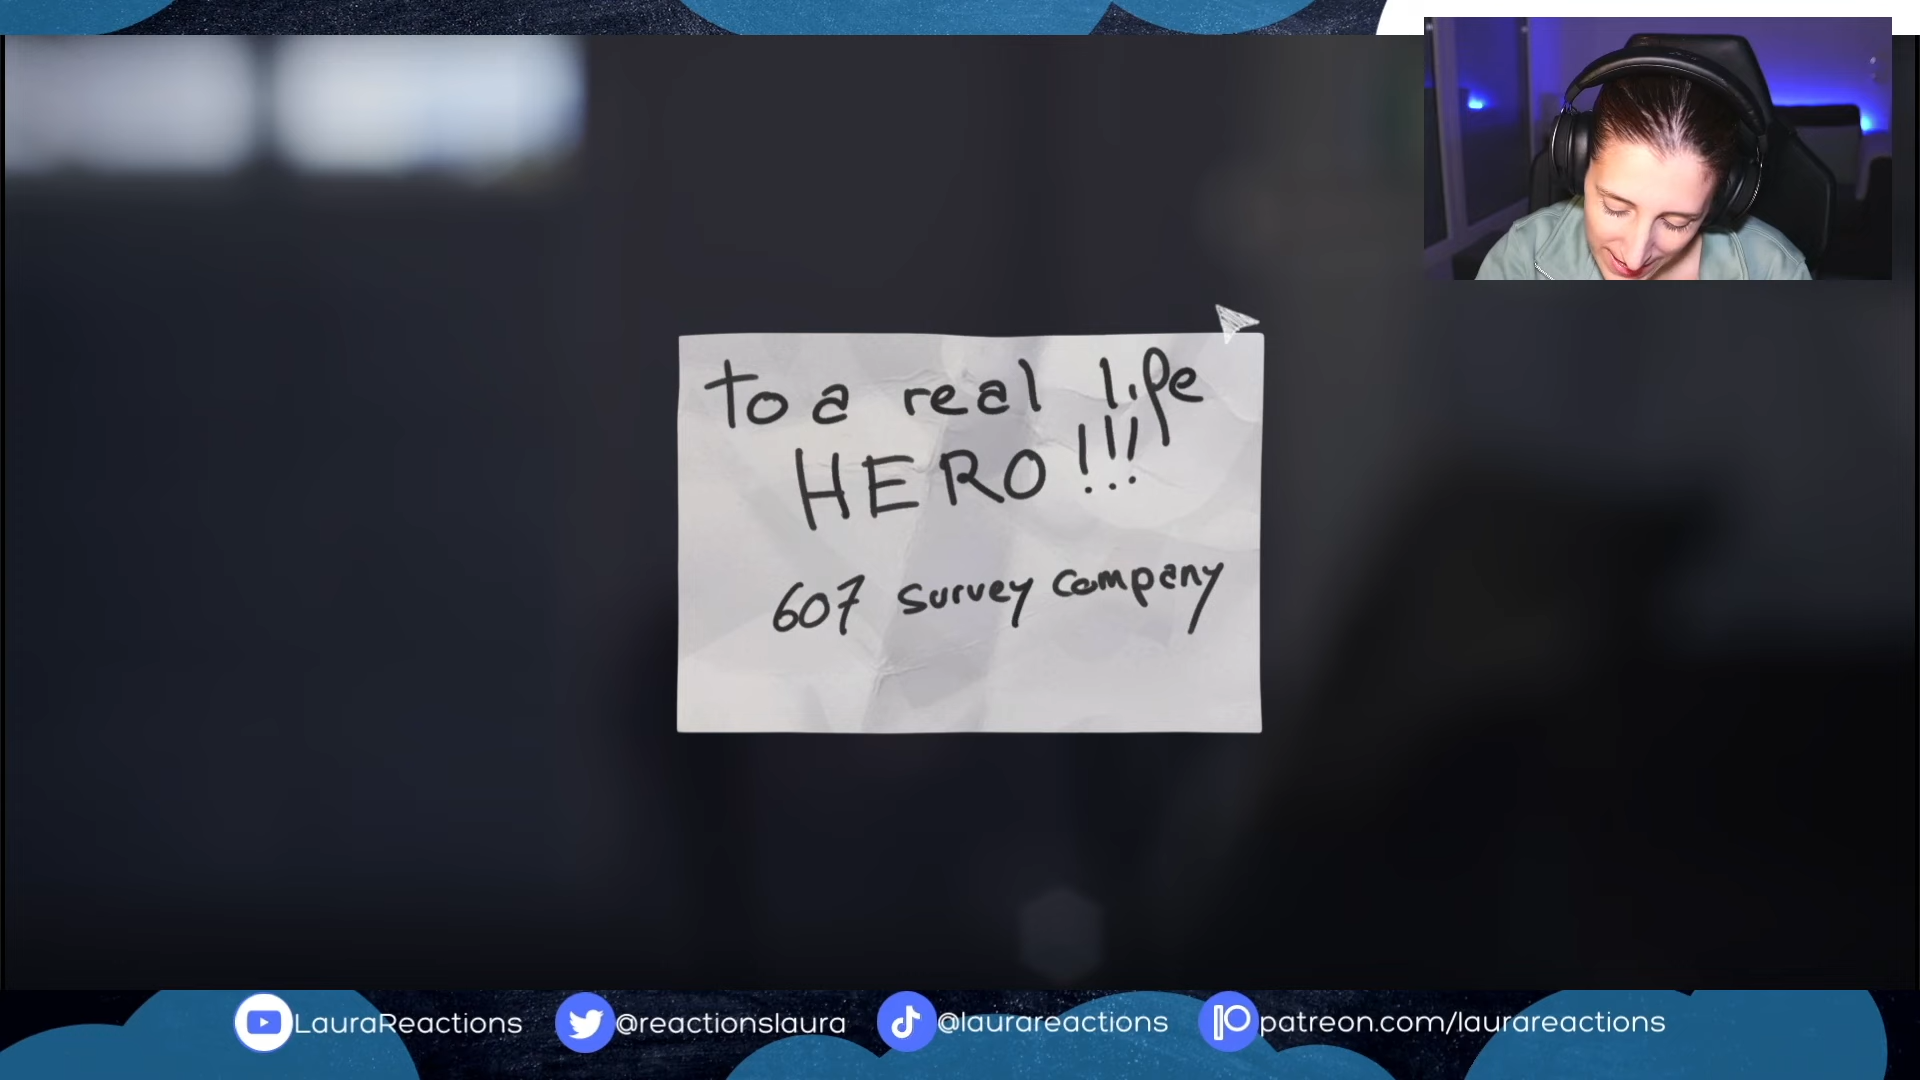 To a real life
HERO!!!
607 survey company
LauraReactions
@reactionslaura
@laurareactions
patreon.com/laurareactions